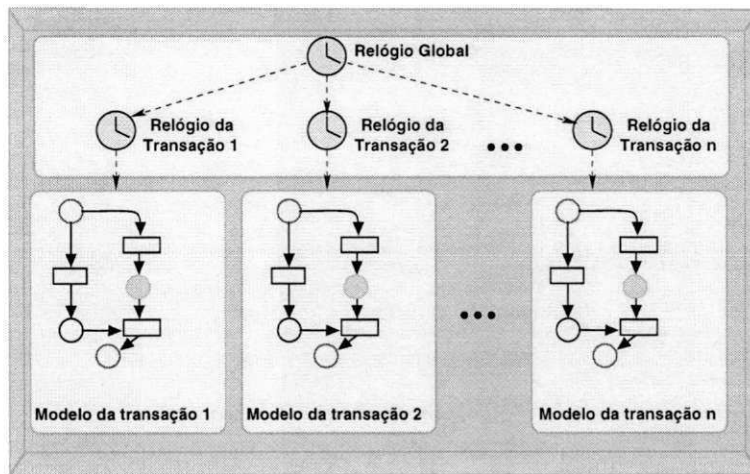 Relógio Global
Relógio da
Transação 1
Relógio da
Transação 2
Relógio da
Transação n
Modelo da transação 1
Modelo da transação 2
Modelo da transação n